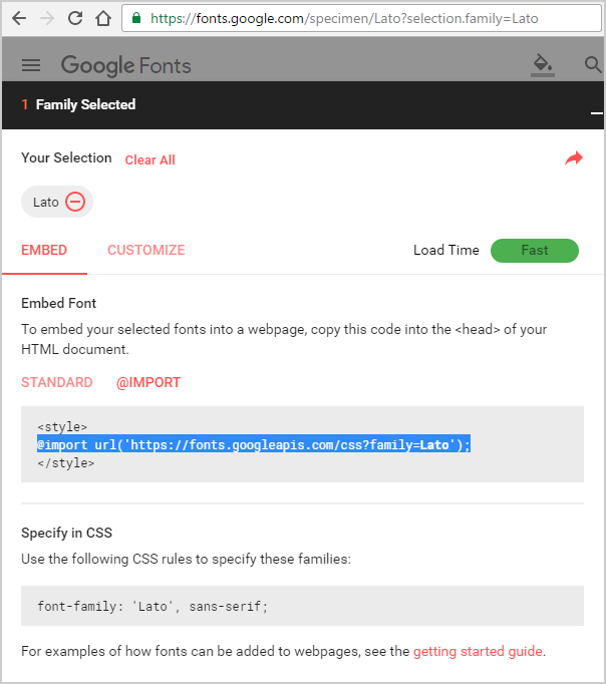 https://fonts.google.com/specimen/Lato?selection.family=Lato
Google Fonts
1 Family Selected
Your Selection Clear All
Lato
EMBED CUSTOMIZE Load Time Fast
Embed Font
To embed your selected fonts into a webpage, copy this code into the <head> of your
HTML document.
STANDARD @IMPORT
<style>
@import url('https://fonts.googleapis.com/css?family=Lato');
</style>
Specify in CSS
Use the following CSS rules to specify these families:
font-family: 'Lato', sans-serif;
For examples of how fonts can be added to webpages, see the getting started guide.